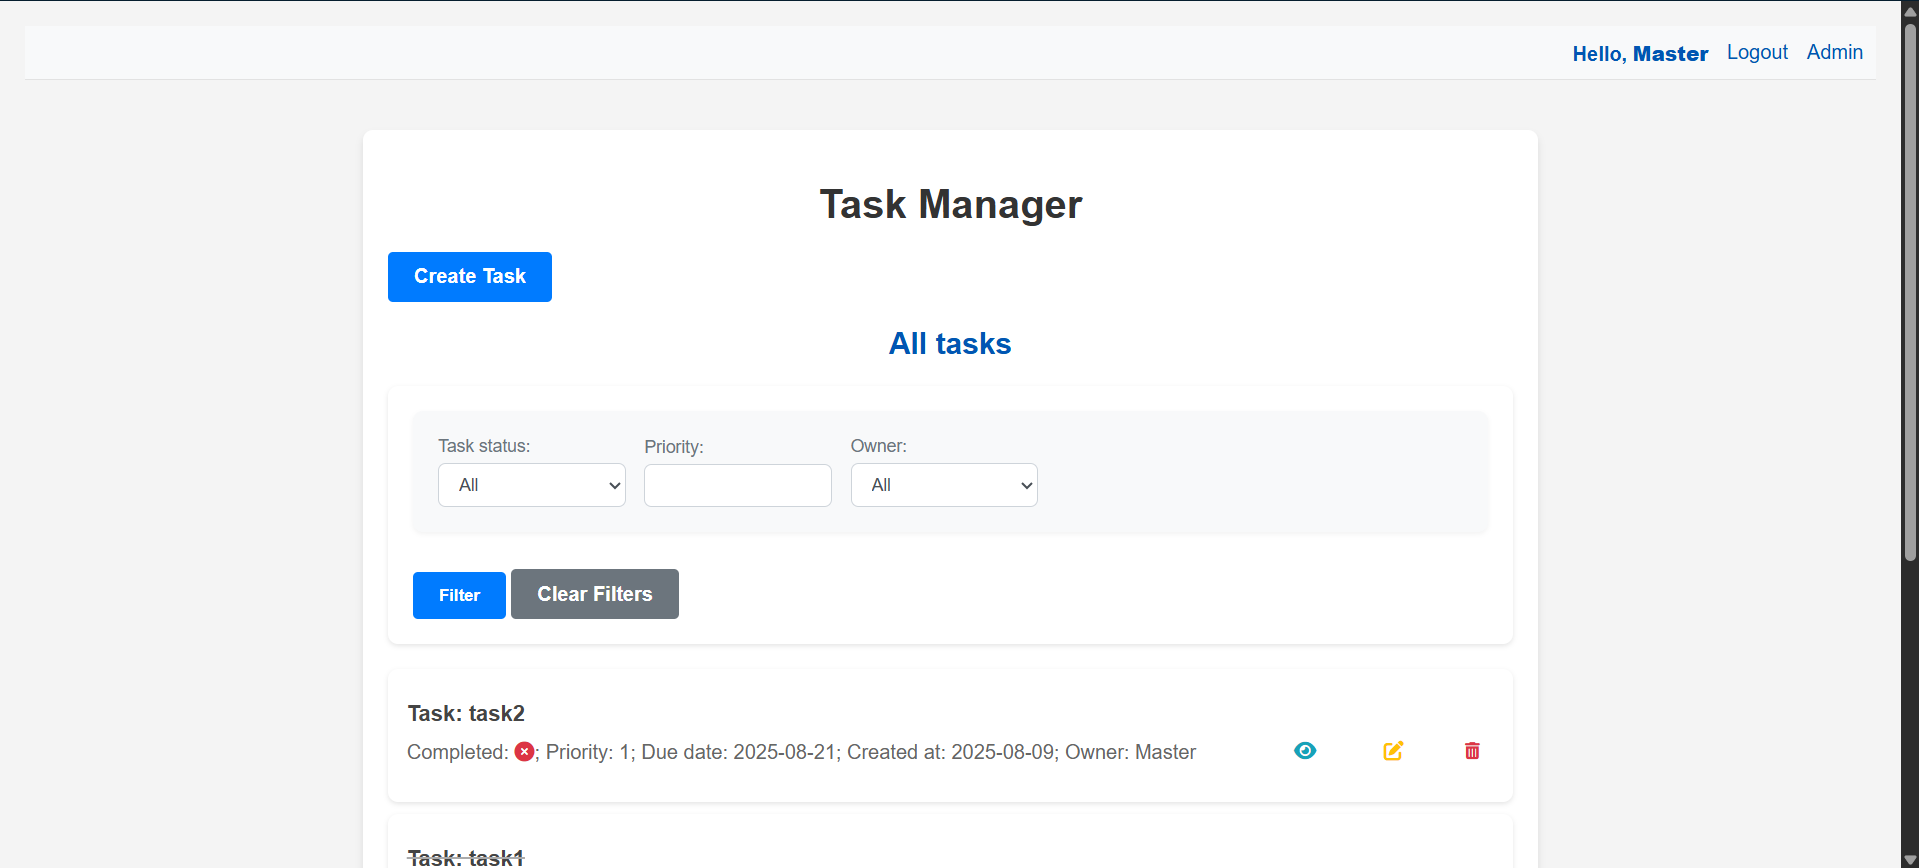 Hello, Master Logout Admin
Task Manager
Create Task
All tasks
Task status: Priority: Owner:
All All
Filter Clear Filters
Task: task2
Completed: ; Priority: 1; Due date: 2025-08-21; Created at: 2025-08-09; Owner: Master
Task: task1